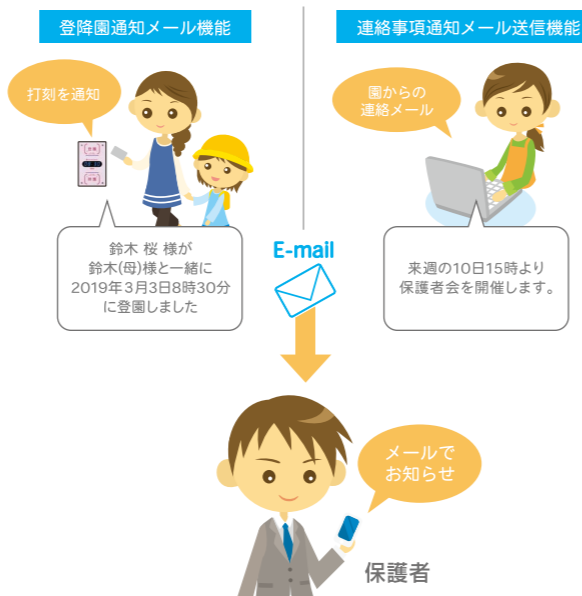 登降園通知メール機能
打刻を通知
鈴木 桜 様が
鈴木(母)様と一緒に
2019年3月3日8時30分
に登園しました
連絡事項通知メール送信機能
園からの
連絡メール
来週の10日15時より
保護者会を開催します。
E-mail
メールで
お知らせ
保護者